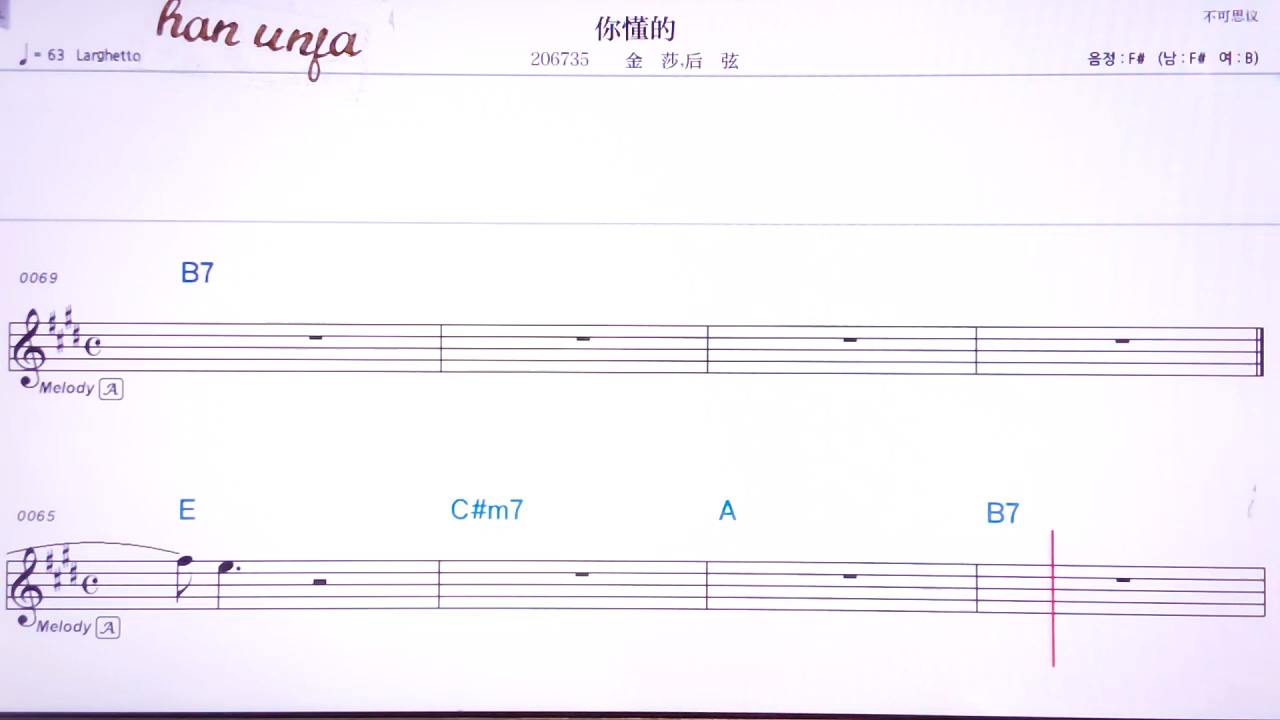 han unja
你懂的
不可思议
♩= 63 Larghetto
206735 金 莎,后 弦
음정 : F# (남 : F# 여 : B)
0069
B7
Melody A
0065
E C#m7 A B7
Melody A